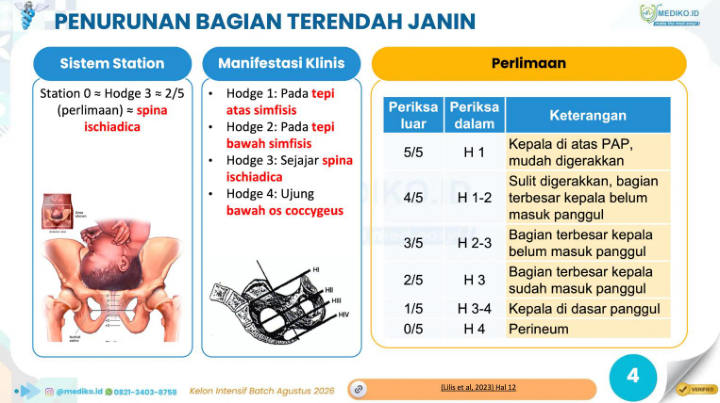 PENURUNAN BAGIAN TERENDAH JANIN
MEDIKO.ID
Sistem Station
Station 0 ≈ Hodge 3 ≈ 2/5
(perlimaan) ≈ spina
ischiadica
Manifestasi Klinis
• Hodge 1: Pada tepi
atas simfisis
• Hodge 2: Pada tepi
bawah simfisis
• Hodge 3: Sejajar spina
ischiadica
• Hodge 4: Ujung
bawah os coccygeus
HI
HII
HIII
HIV
Perlimaan
Periksa luar | Periksa dalam | Keterangan
5/5 | H 1 | Kepala di atas PAP,
mudah digerakkan
4/5 | H 1-2 | Sulit digerakkan, bagian
terbesar kepala belum
masuk panggul
3/5 | H 2-3 | Bagian terbesar kepala
belum masuk panggul
2/5 | H 3 | Bagian terbesar kepala
sudah masuk panggul
1/5 | H 3-4 | Kepala di dasar panggul
0/5 | H 4 | Perineum
@mediko.id 0821-3403-8758 Kelon Intensif Batch Agustus 2026
(Lilis et al, 2023) Hal 12
4
VERIFIED